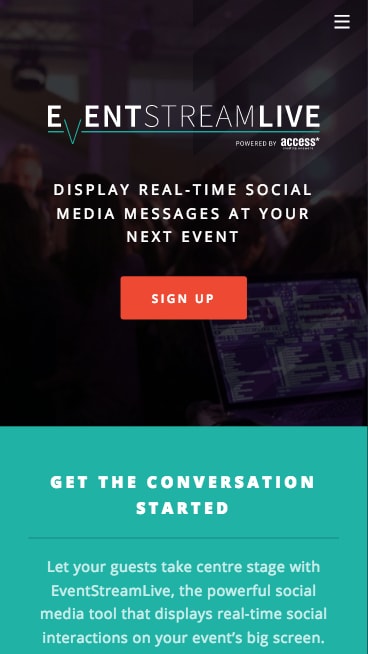 EVENTSTREAMLIVE
POWERED BY access*
DISPLAY REAL-TIME SOCIAL
MEDIA MESSAGES AT YOUR
NEXT EVENT
SIGN UP
GET THE CONVERSATION
STARTED
Let your guests take centre stage with
EventStreamLive, the powerful social
media tool that displays real-time social
interactions on your event’s big screen.